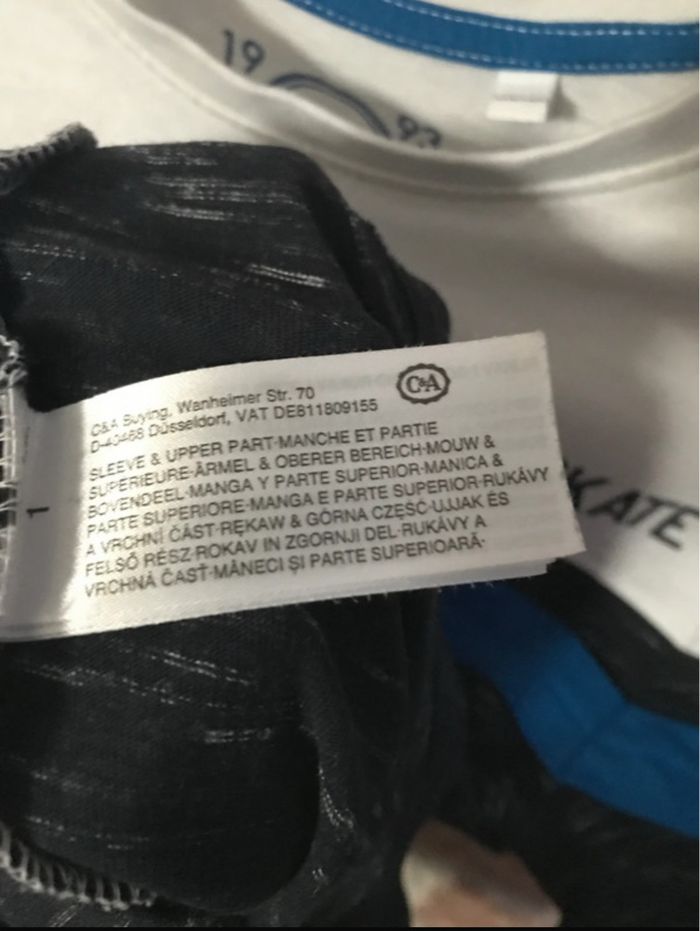 19
93
C&A
C&A Buying, Wanheimer Str. 70
D-40468 Düsseldorf, VAT DE811809155
SLEEVE & UPPER PART·MANCHE ET PARTIE
SUPERIEURE·ÄRMEL & OBERER BEREICH·MOUW &
BOVENDEEL·MANGA Y PARTE SUPERIOR·MANICA &
PARTE SUPERIORE·MANGA E PARTE SUPERIOR·RUKÁVY
A VRCHNÍ ČÁST·RĘKAW & GÓRNA CZĘŚĆ·UJJAK ÉS
FELSŐ RÉSZ·ROKAV IN ZGORNJI DEL·RUKÁVY A
VRCHNÁ ČASŤ·MÂNECI ȘI PARTE SUPERIOARĂ·
1
KATE